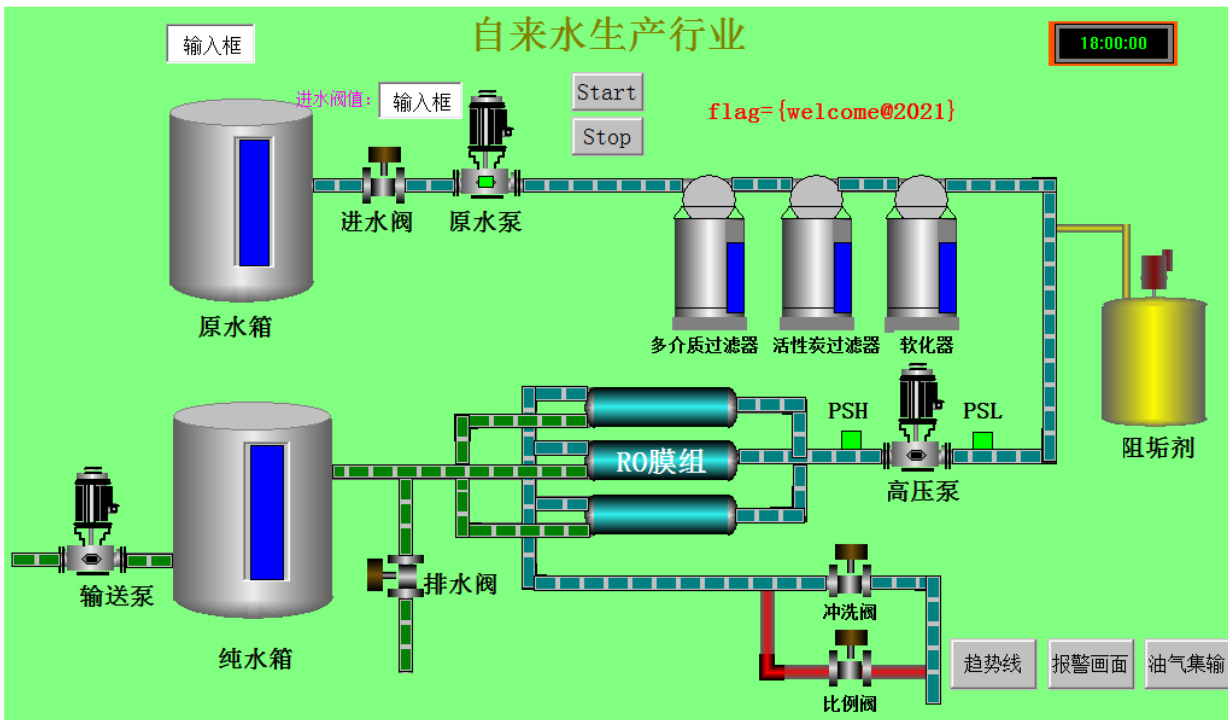 自来水生产行业
输入框
18:00:00
进水阀值:
输入框
Start
Stop
flag={welcome@2021}
进水阀
原水泵
原水箱
多介质过滤器
活性炭过滤器
软化器
阻垢剂
PSH
PSL
RO膜组
高压泵
输送泵
排水阀
纯水箱
冲洗阀
比例阀
趋势线
报警画面
油气集输